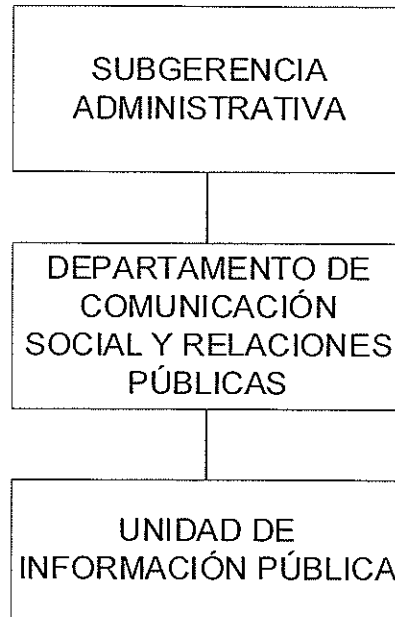 SUBGERENCIA
ADMINISTRATIVA
DEPARTAMENTO DE
COMUNICACIÓN
SOCIAL Y RELACIONES
PÚBLICAS
UNIDAD DE
INFORMACIÓN PÚBLICA